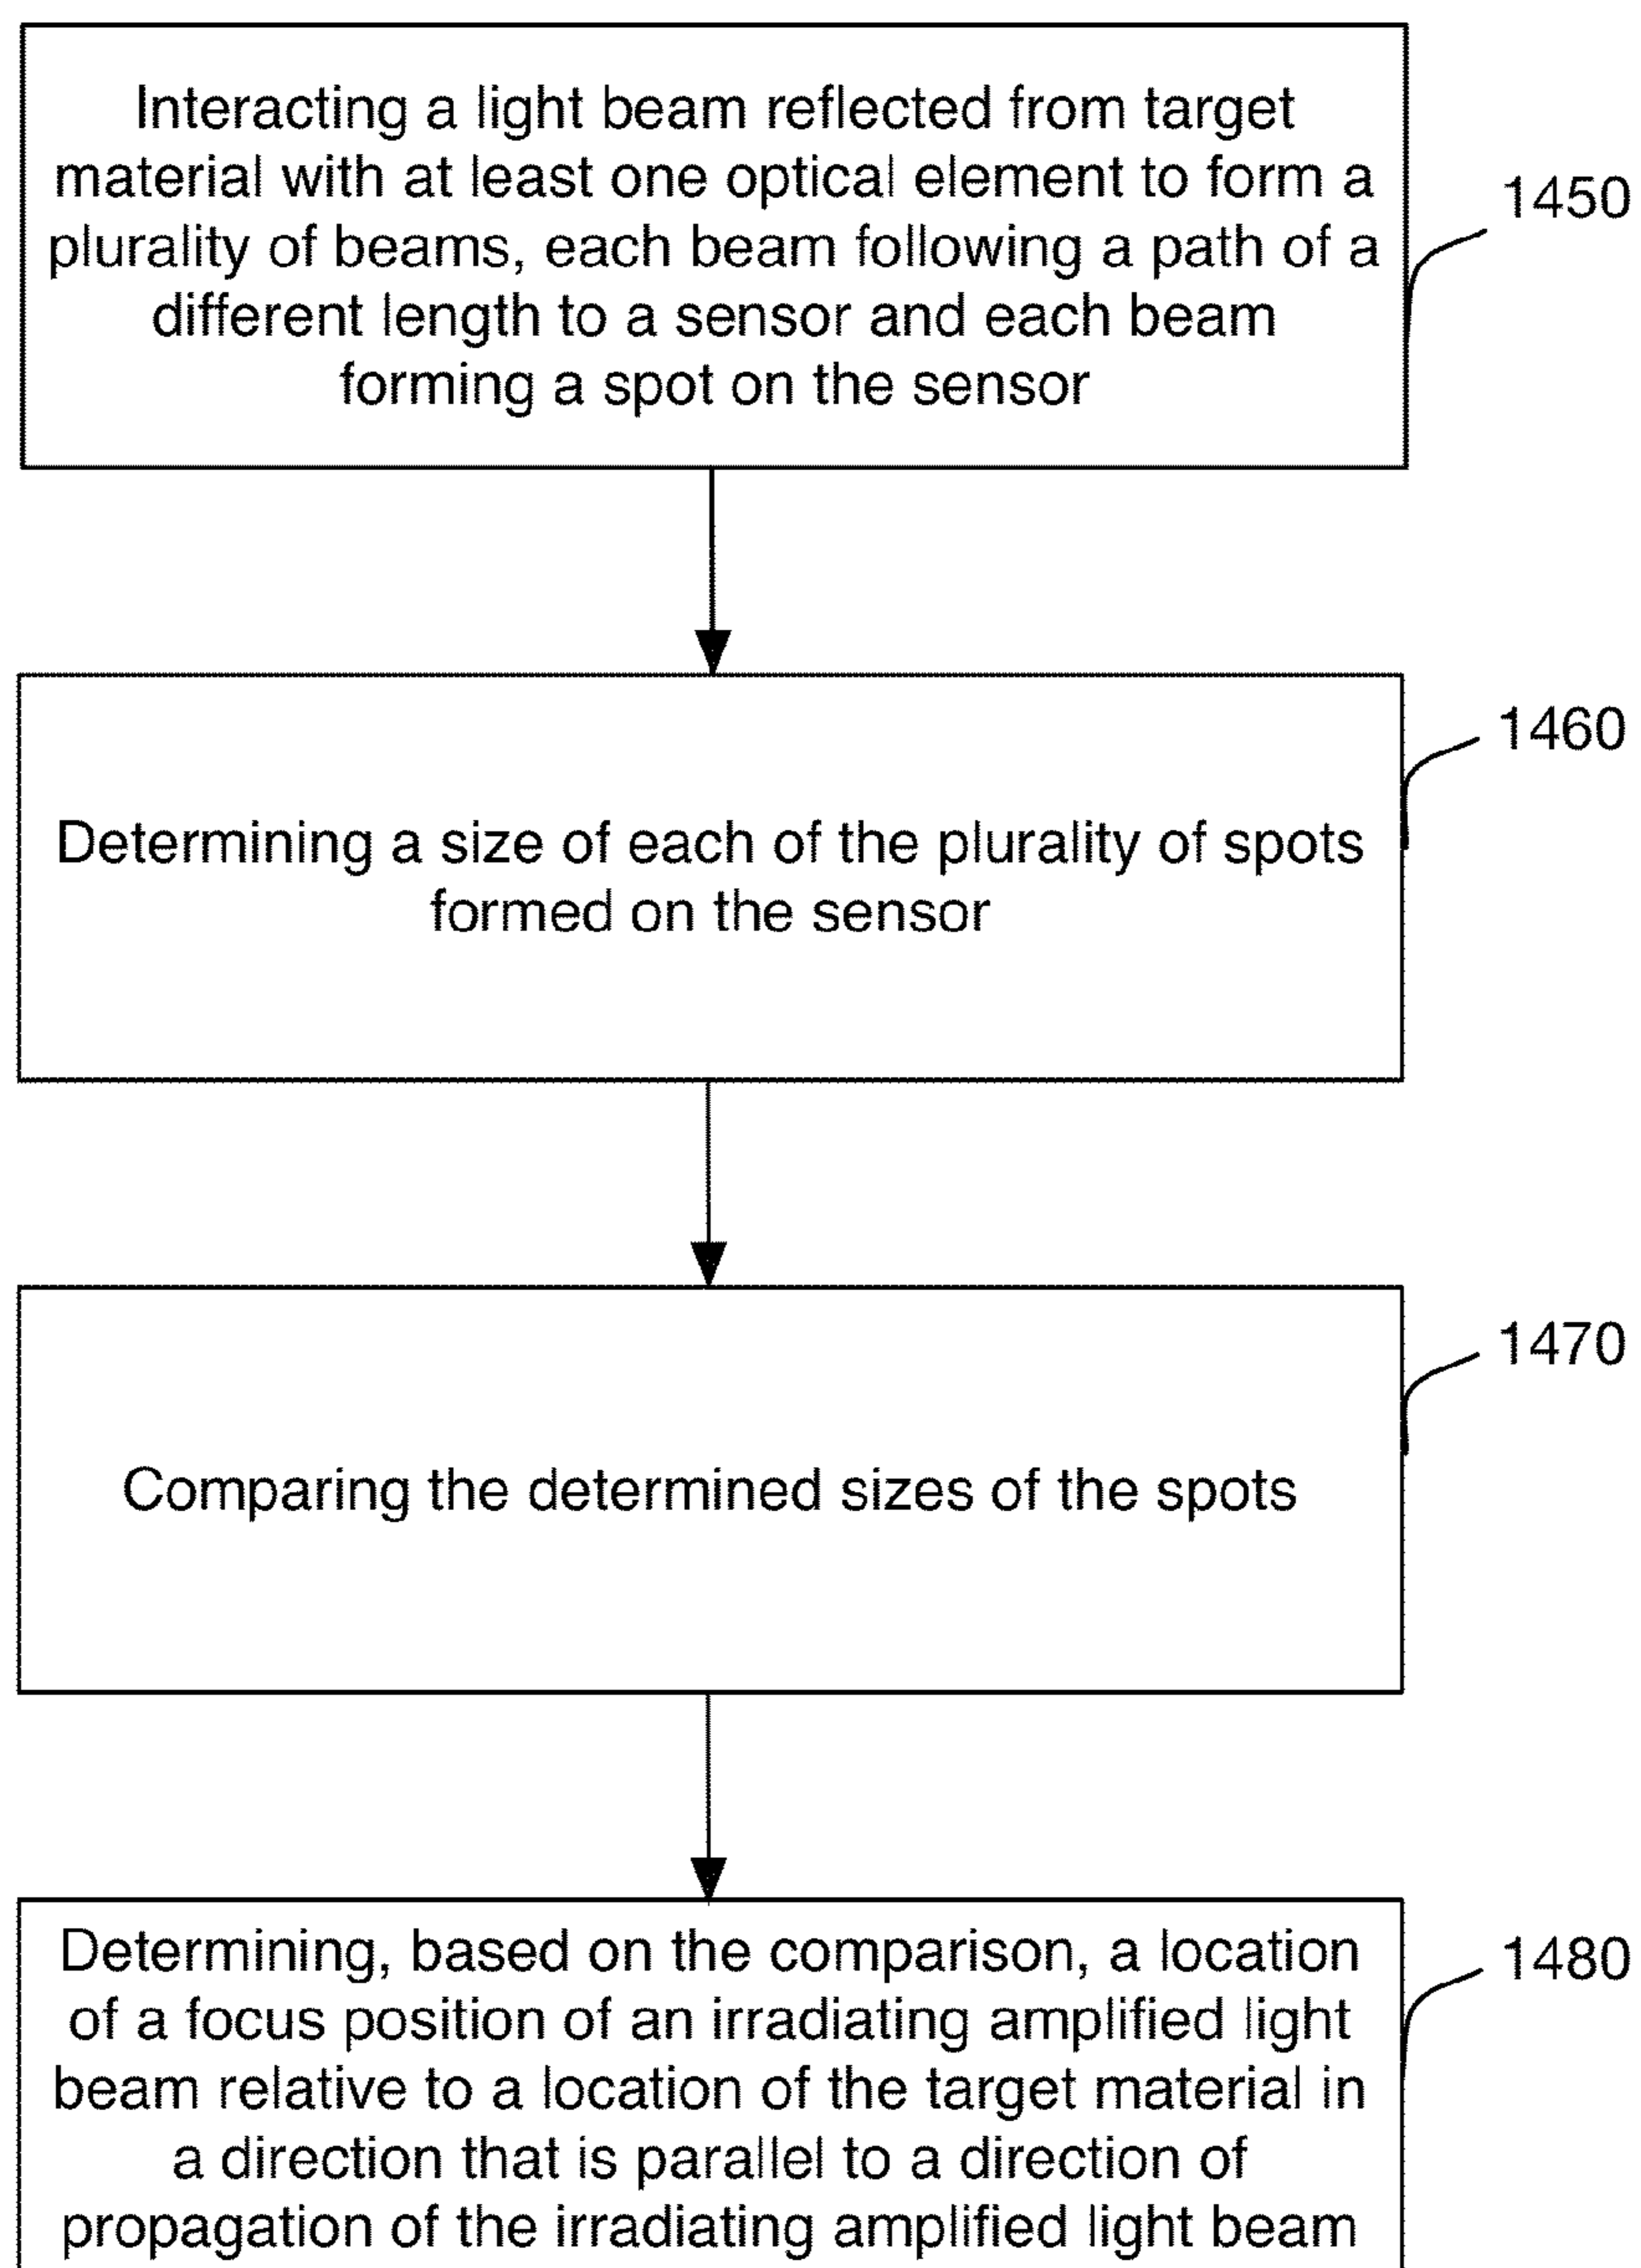 Interacting a light beam reflected from target
material with at least one optical element to form a
plurality of beams, each beam following a path of a
different length to a sensor and each beam
forming a spot on the sensor
1450
Determining a size of each of the plurality of spots
formed on the sensor
1460
Comparing the determined sizes of the spots
1470
Determining, based on the comparison, a location
of a focus position of an irradiating amplified light
beam relative to a location of the target material in
a direction that is parallel to a direction of
propagation of the irradiating amplified light beam
1480